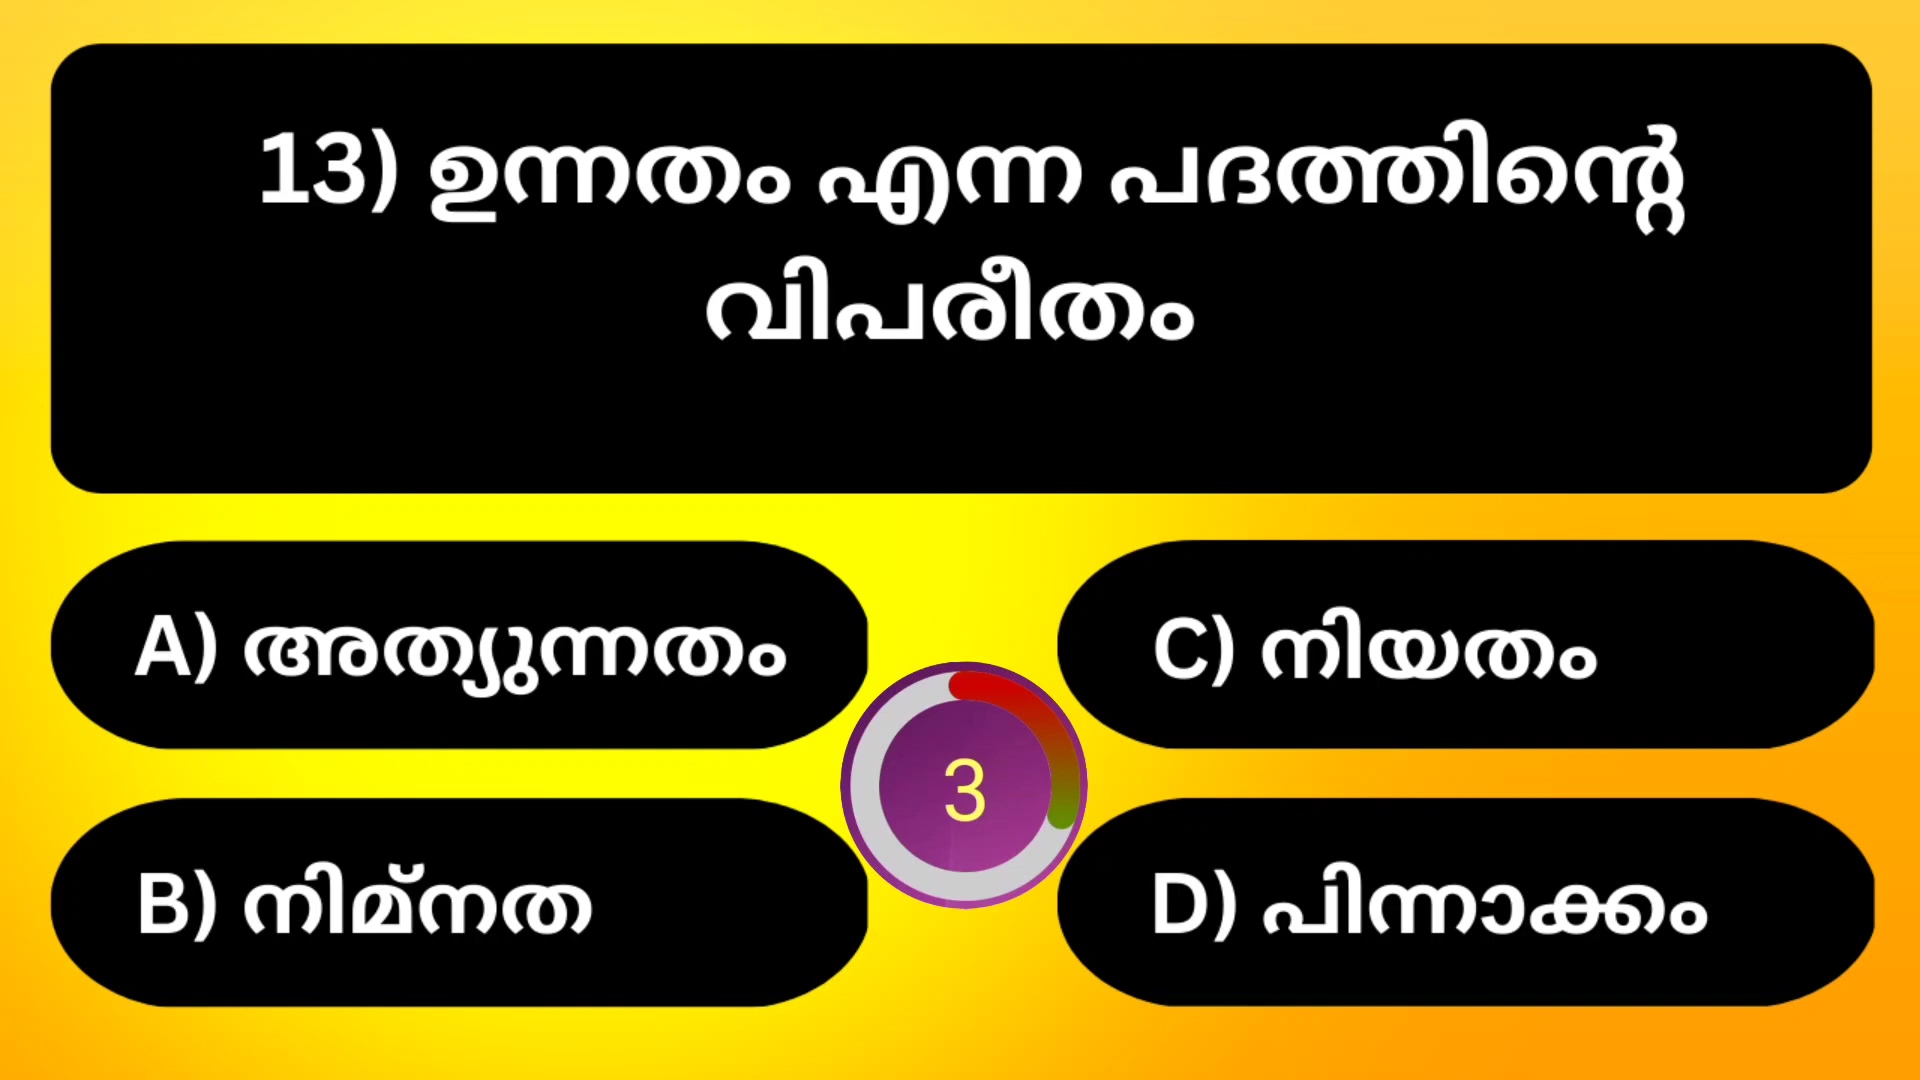 13) ഉന്നതം എന്ന പദത്തിന്റെ
വിപരീതം
A) അത്യുന്നതം
C) നിയതം
3
B) നിമ്നത
D) പിന്നാക്കം